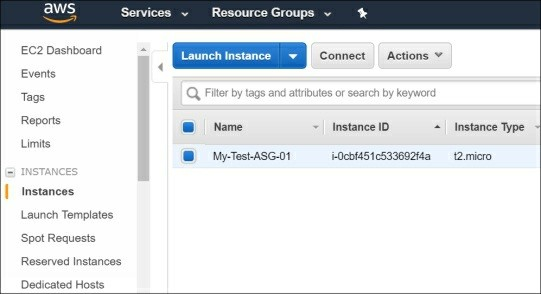 aws Services Resource Groups
EC2 Dashboard
Events
Tags
Reports
Limits
INSTANCES
Instances
Launch Templates
Spot Requests
Reserved Instances
Dedicated Hosts
Launch Instance Connect Actions
Filter by tags and attributes or search by keyword
Name Instance ID Instance Type
My-Test-ASG-01 i-0cbf451c533692f4a t2.micro